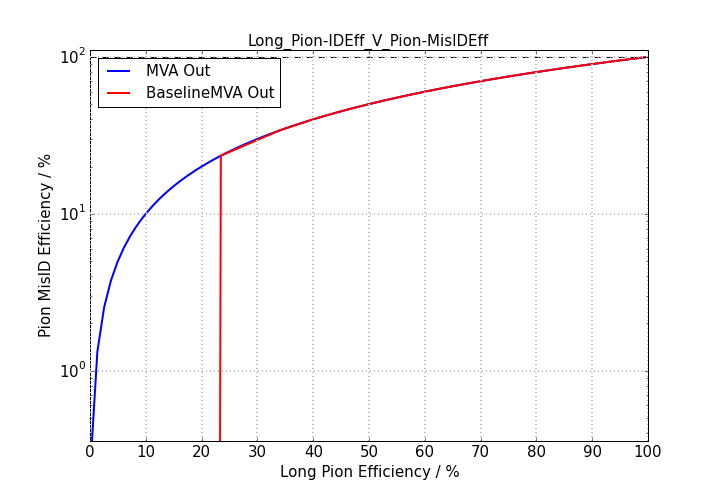 Long_Pion-IDEff_V_Pion-MisIDEff
MVA Out
BaselineMVA Out
Pion MisID Efficiency / %
10²
10¹
10⁰
0 10 20 30 40 50 60 70 80 90 100
Long Pion Efficiency / %